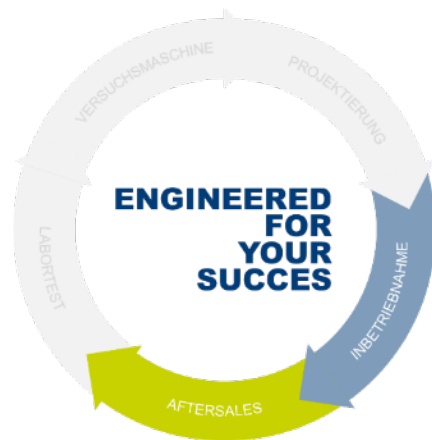 VERSUCHSMASCHINE
PROJEKTIERUNG
ENGINEERED
FOR
YOUR
SUCCES
LABORTEST
INBETRIEBNAHME
AFTERSALES